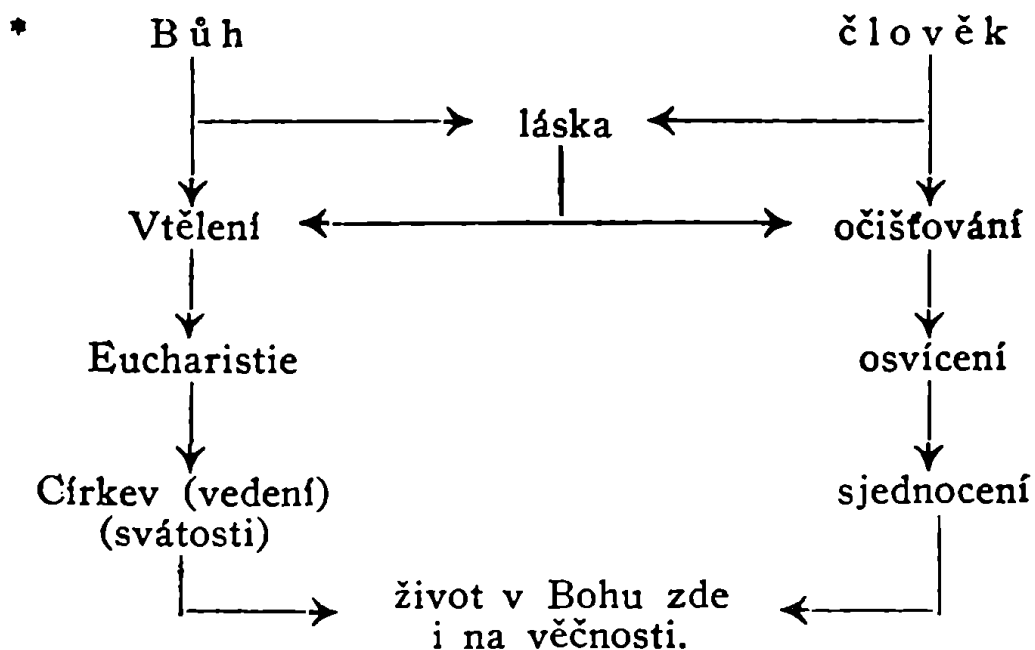 * Bůh člověk
láska
Vtělení očišťování
Eucharistie osvícení
Církev (vedení) sjednocení
(svátosti)
život v Bohu zde
i na věčnosti.